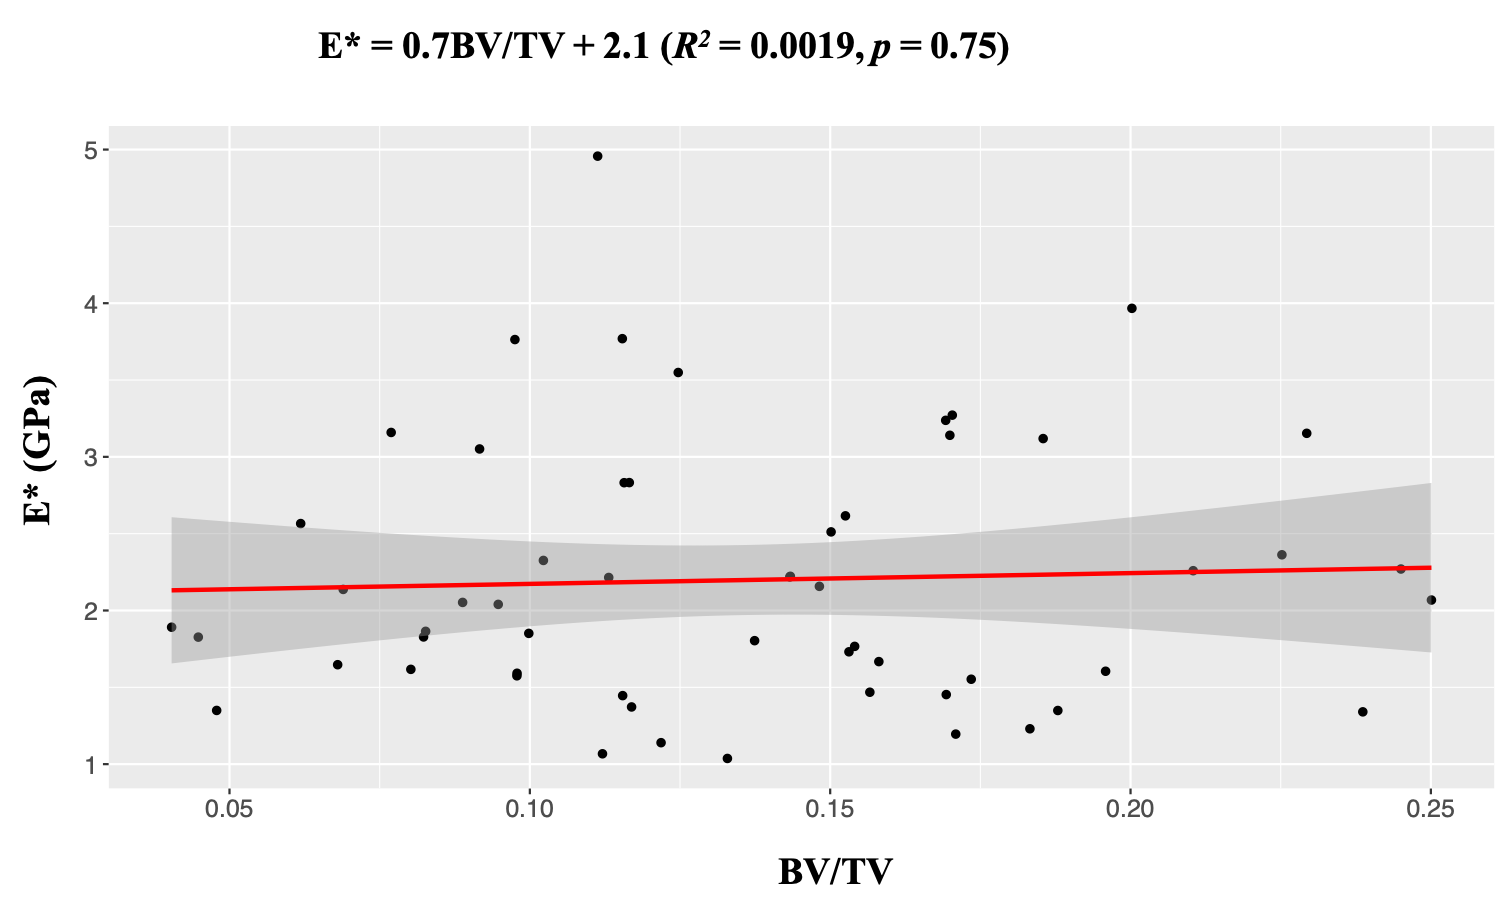 E* = 0.7BV/TV + 2.1 (R² = 0.0019, p = 0.75)
5
4
3
2
1
E* (GPa)
0.05 0.10 0.15 0.20 0.25
BV/TV